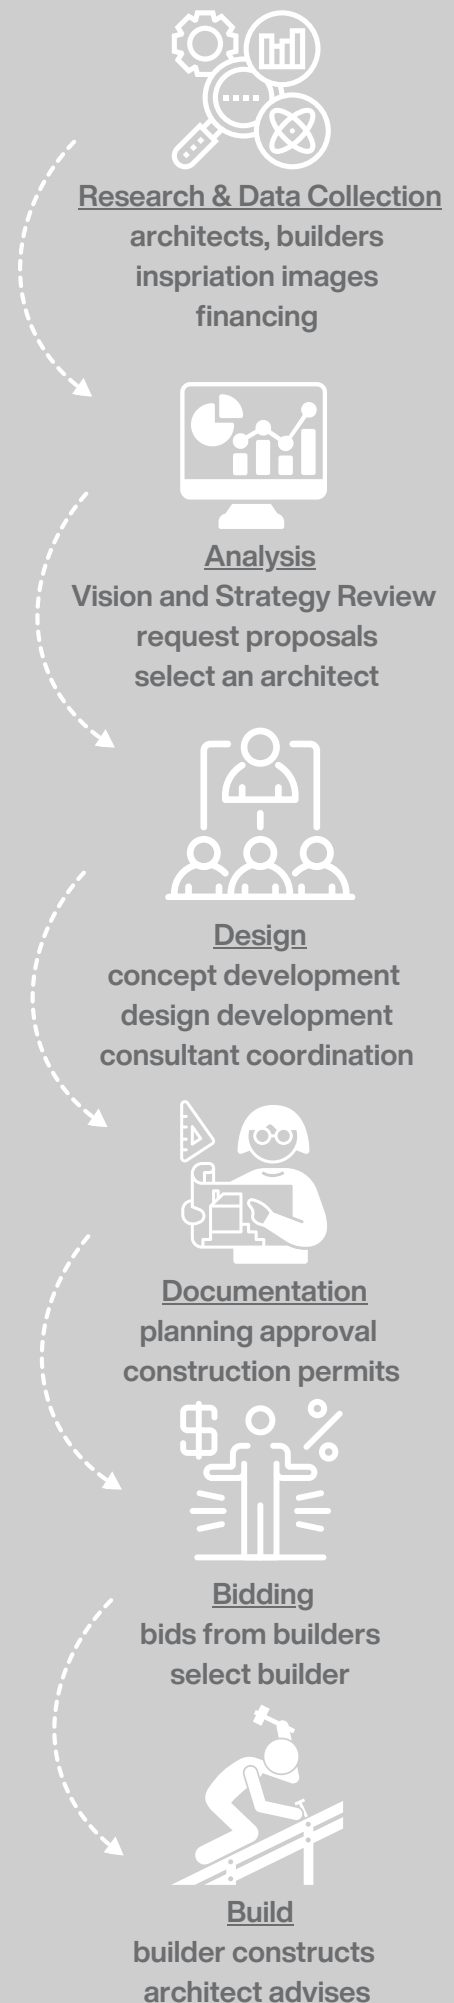 Research & Data Collection
architects, builders
inspriation images
financing
Analysis
Vision and Strategy Review
request proposals
select an architect
Design
concept development
design development
consultant coordination
Documentation
planning approval
construction permits
$ %
Bidding
bids from builders
select builder
Build
builder constructs
architect advises